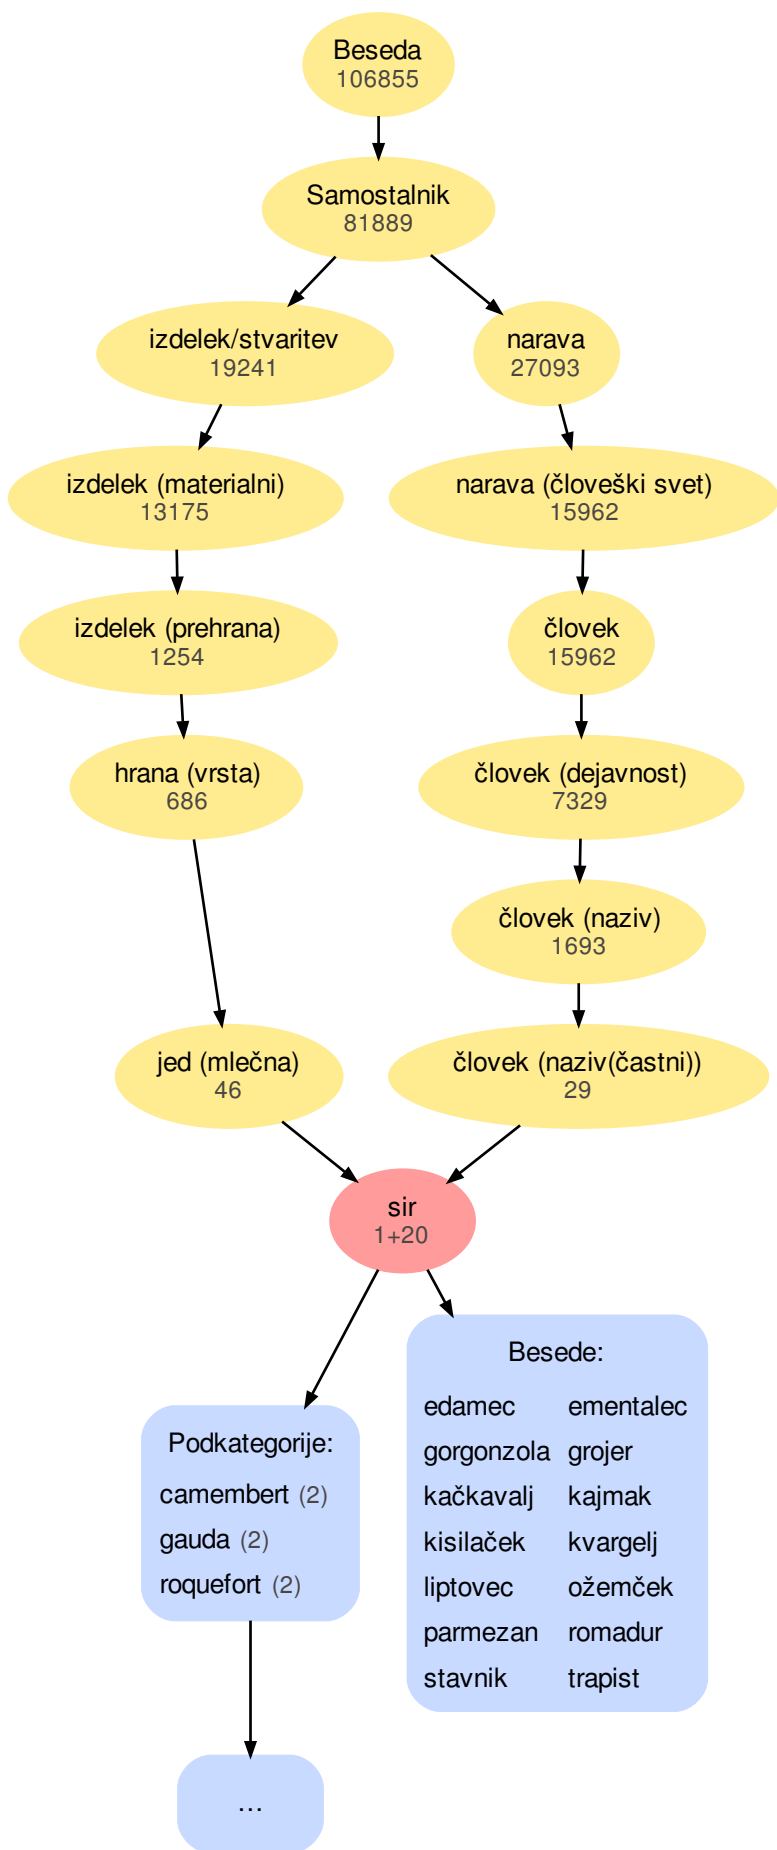 Beseda
106855
Samostalnik
81889
izdelek/stvaritev
19241
narava
27093
izdelek (materialni)
13175
narava (človeški svet)
15962
izdelek (prehrana)
1254
človek
15962
hrana (vrsta)
686
človek (dejavnost)
7329
človek (naziv)
1693
jed (mlečna)
46
človek (naziv(častni))
29
sir
1+20
Podkategorije:
camembert (2)
gauda (2)
roquefort (2)
...
Besede:
edamec ementalec
gorgonzola grojer
kačkavalj kajmak
kisilaček kvargelj
liptovec ožemček
parmezan romadur
stavnik trapist